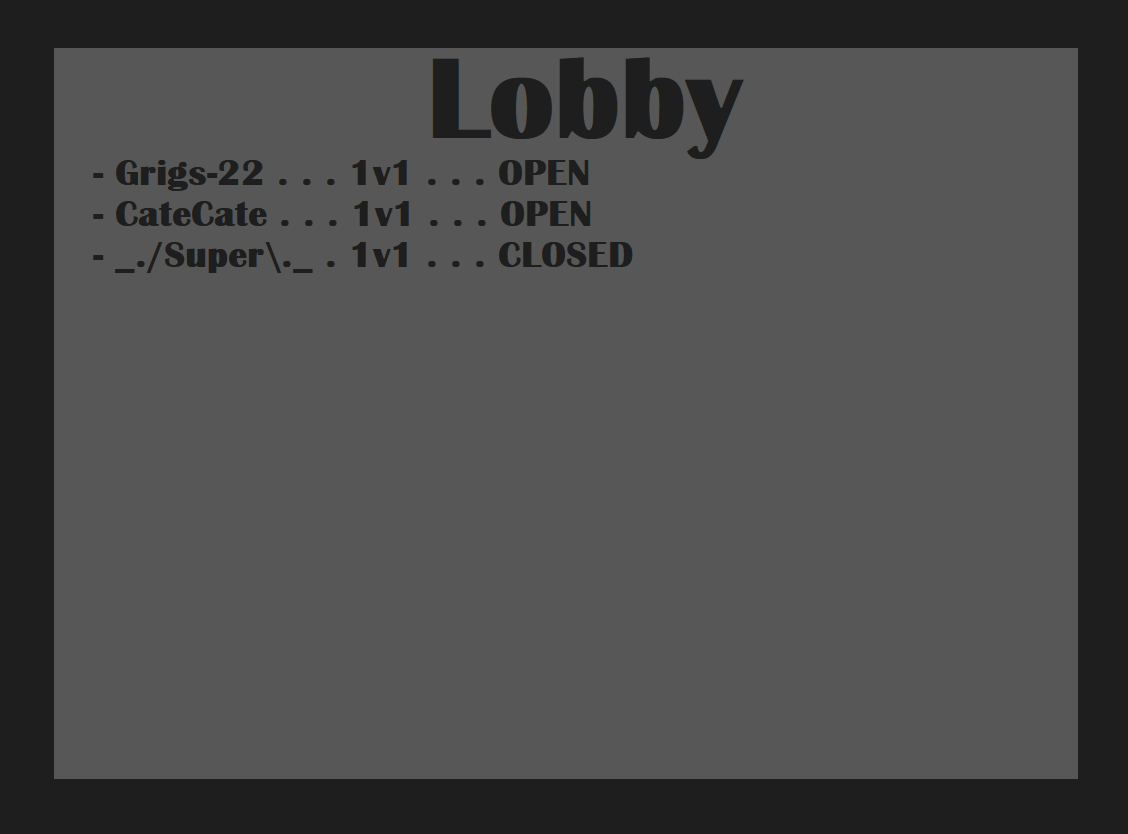 Lobby
- Grigs-22 . . . 1v1 . . . OPEN
- CateCate . . . 1v1 . . . OPEN
- _./Super\._ . 1v1 . . . CLOSED